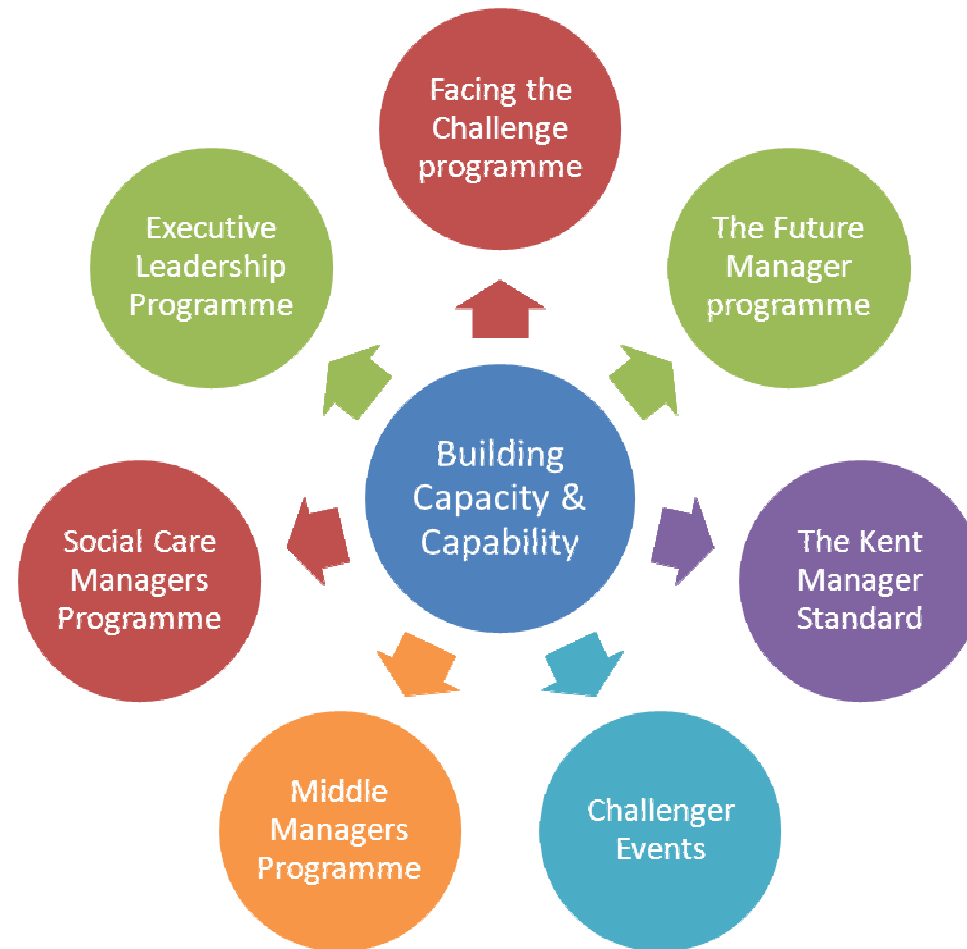 Facing the
Challenge
programme
The Future
Manager
programme
The Kent
Manager
Standard
Challenger
Events
Middle
Managers
Programme
Social Care
Managers
Programme
Executive
Leadership
Programme
Building
Capacity &
Capability